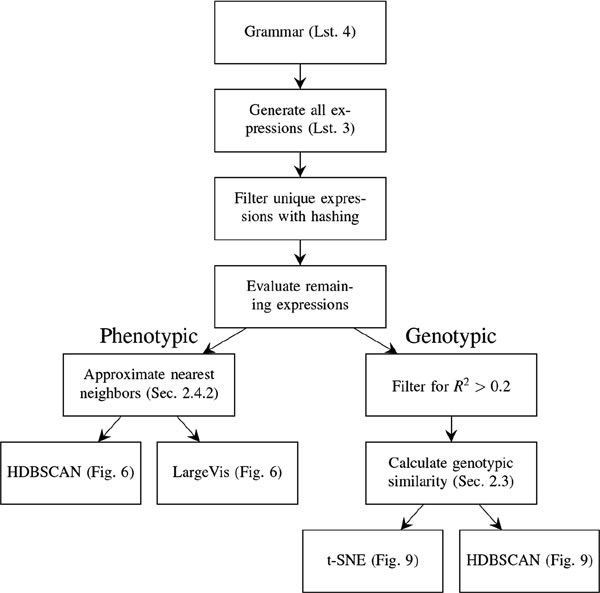 Grammar (Lst. 4)
Generate all ex-
pressions (Lst. 3)
Filter unique expres-
sions with hashing
Evaluate remain-
ing expressions
Phenotypic
Genotypic
Approximate nearest
neighbors (Sec. 2.4.2)
Filter for R² > 0.2
HDBSCAN (Fig. 6)
LargeVis (Fig. 6)
Calculate genotypic
similarity (Sec. 2.3)
t-SNE (Fig. 9)
HDBSCAN (Fig. 9)